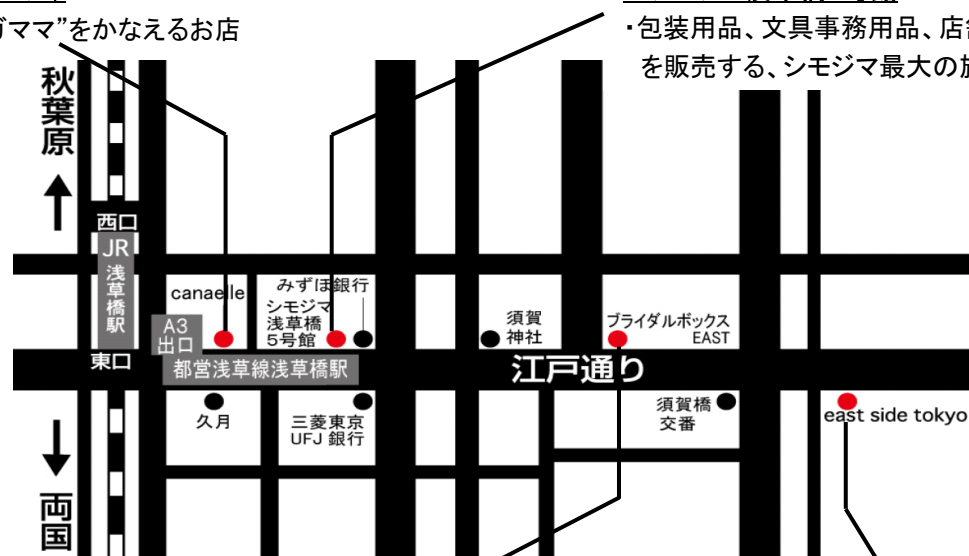 ガママ”をかなえるお店
・包装用品、文具事務用品、店舗
を販売する、シモジマ最大の旗
秋葉原
西口
JR
浅草橋駅
東口
両国
canaelle
A3
出口
みずほ銀行
シモジマ
浅草橋
5号館
須賀
神社
ブライダルボックス
EAST
都営浅草線浅草橋駅
江戸通り
久月
三菱東京
UFJ 銀行
須賀橋
交番
east side tokyo